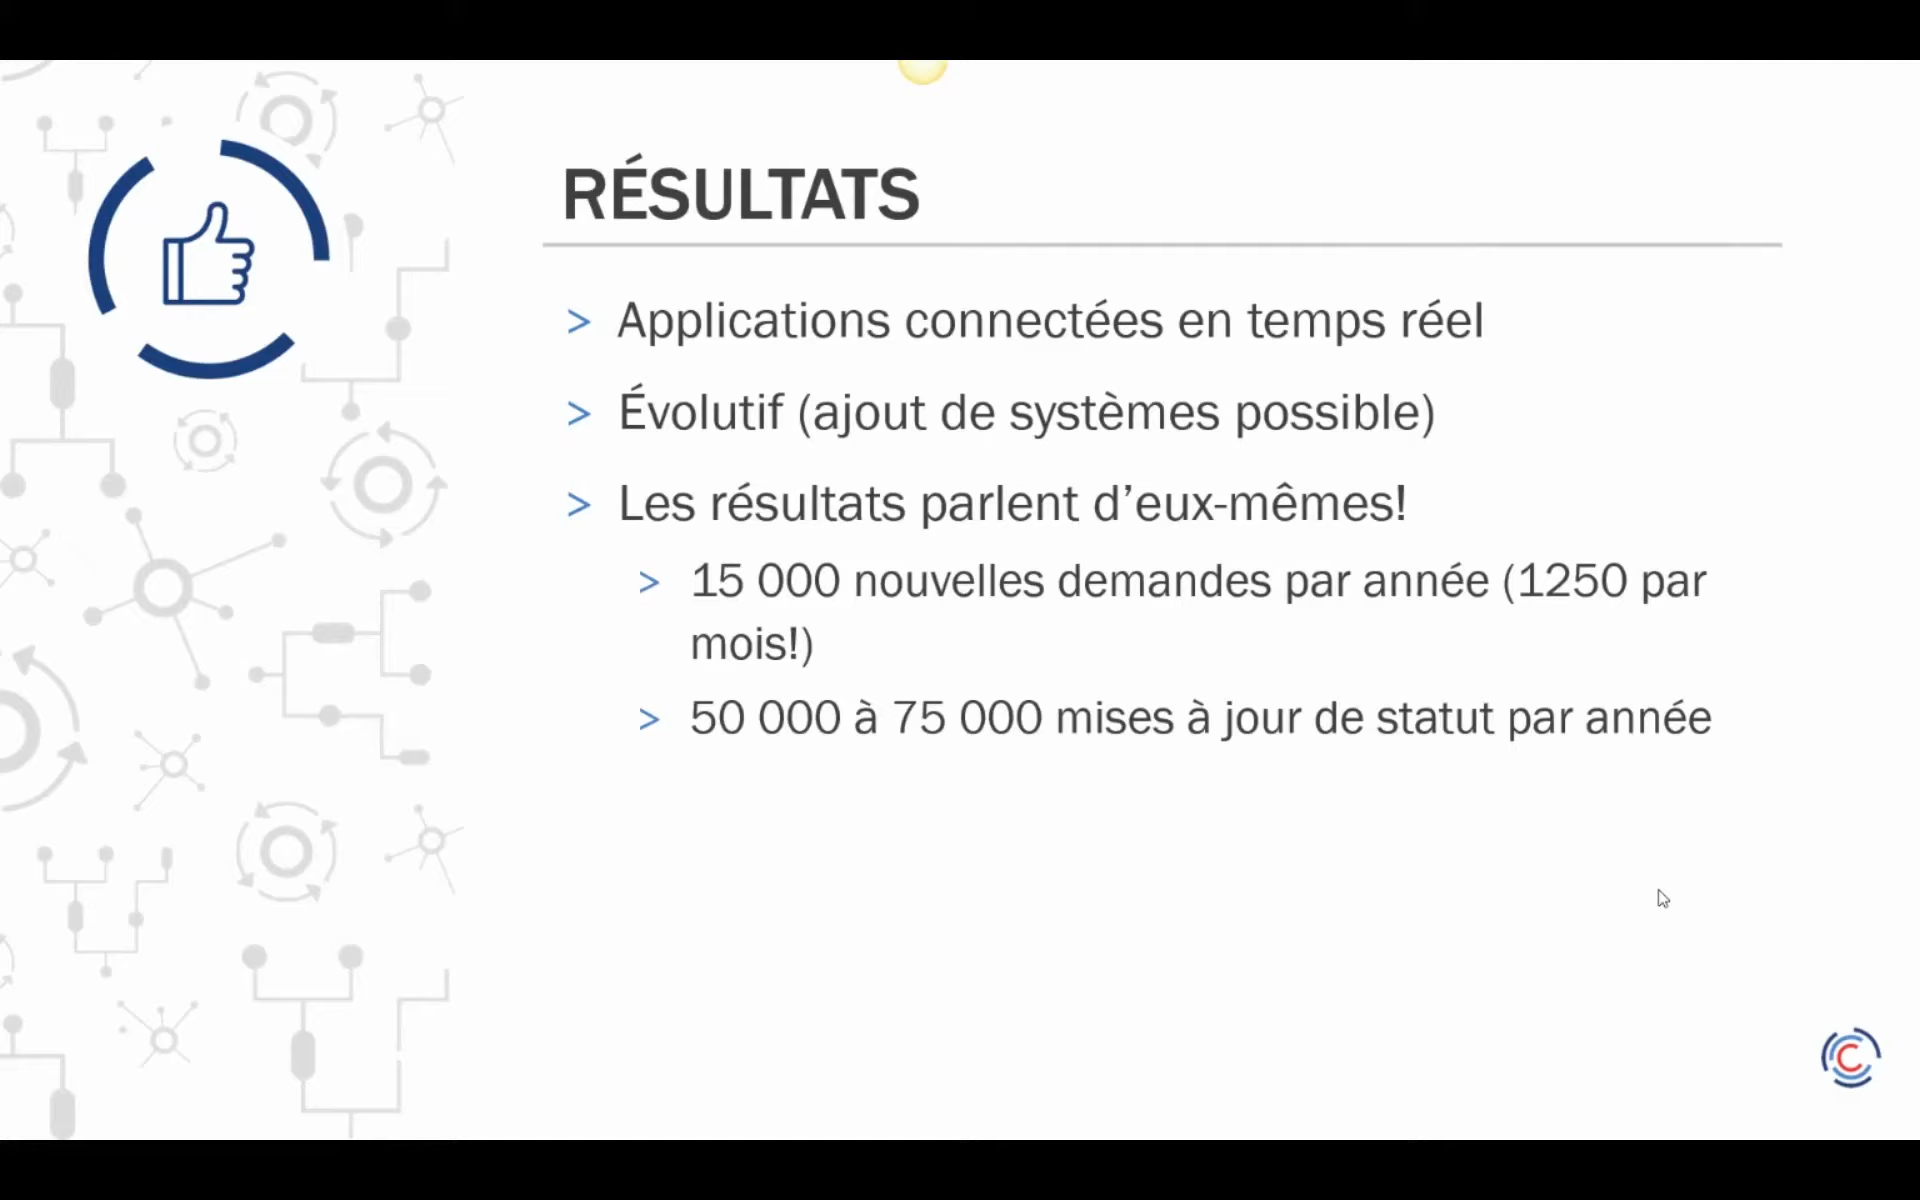 RÉSULTATS
> Applications connectées en temps réel
> Évolutif (ajout de systèmes possible)
> Les résultats parlent d’eux-mêmes!
> 15 000 nouvelles demandes par année (1250 par
mois!)
> 50 000 à 75 000 mises à jour de statut par année
C